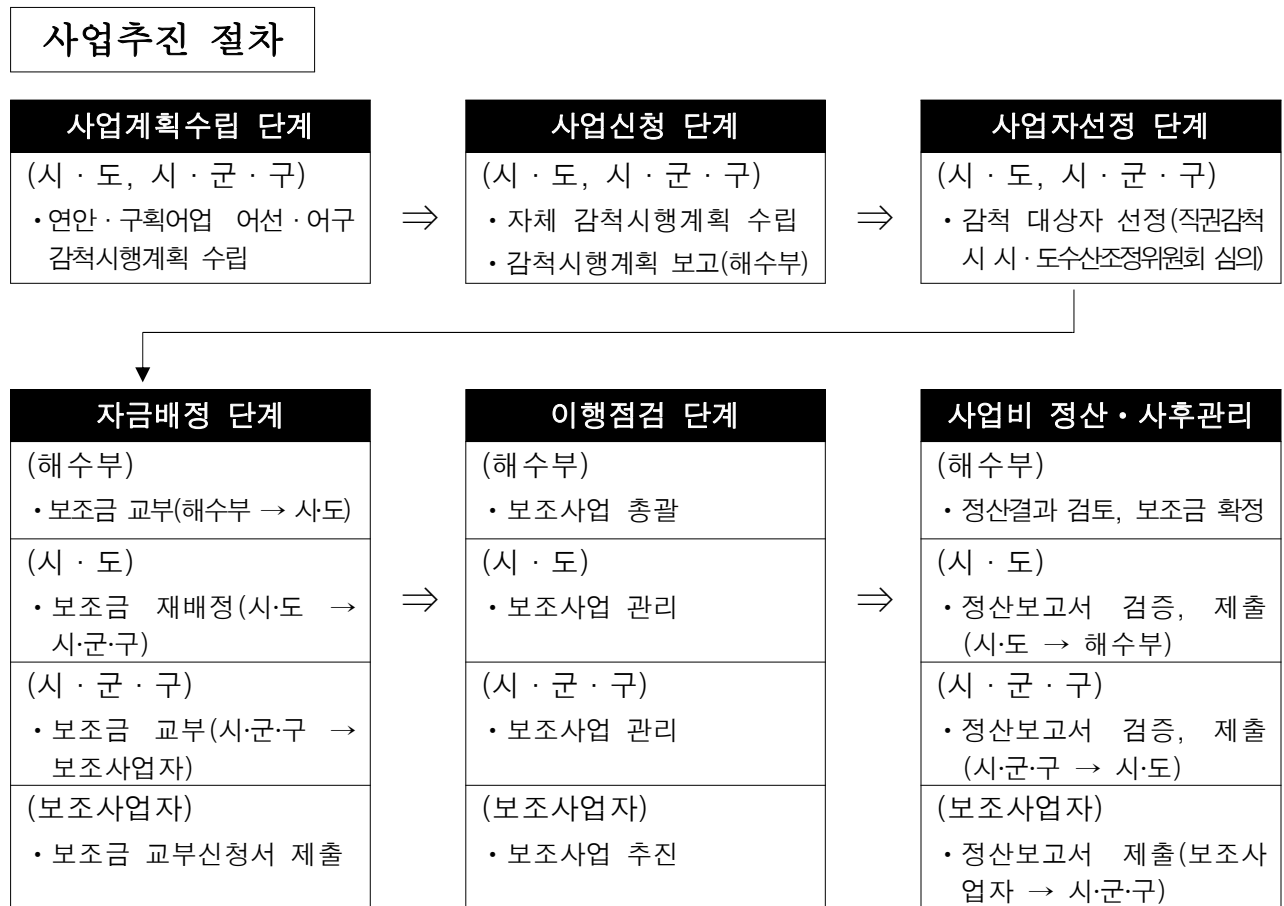 사업추진 절차
사업계획수립 단계
(시 · 도, 시 · 군 · 구)
• 연안 · 구획어업 어선 · 어구
감척시행계획 수립
⇒
사업신청 단계
(시 · 도, 시 · 군 · 구)
• 자체 감척시행계획 수립
• 감척시행계획 보고(해수부)
⇒
사업자선정 단계
(시 · 도, 시 · 군 · 구)
• 감척 대상자 선정(직권감척
시 시 · 도수산조정위원회 심의)
자금배정 단계
(해수부)
• 보조금 교부(해수부 → 시·도)
(시 · 도)
• 보조금 재배정(시·도 →
시·군·구)
(시 · 군 · 구)
• 보조금 교부(시·군·구 →
보조사업자)
(보조사업자)
• 보조금 교부신청서 제출
⇒
이행점검 단계
(해수부)
• 보조사업 총괄
(시 · 도)
• 보조사업 관리
(시 · 군 · 구)
• 보조사업 관리
(보조사업자)
• 보조사업 추진
⇒
사업비 정산 • 사후관리
(해수부)
• 정산결과 검토, 보조금 확정
(시 · 도)
• 정산보고서 검증, 제출
(시·도 → 해수부)
(시 · 군 · 구)
• 정산보고서 검증, 제출
(시·군·구 → 시·도)
(보조사업자)
• 정산보고서 제출(보조사
업자 → 시·군·구)